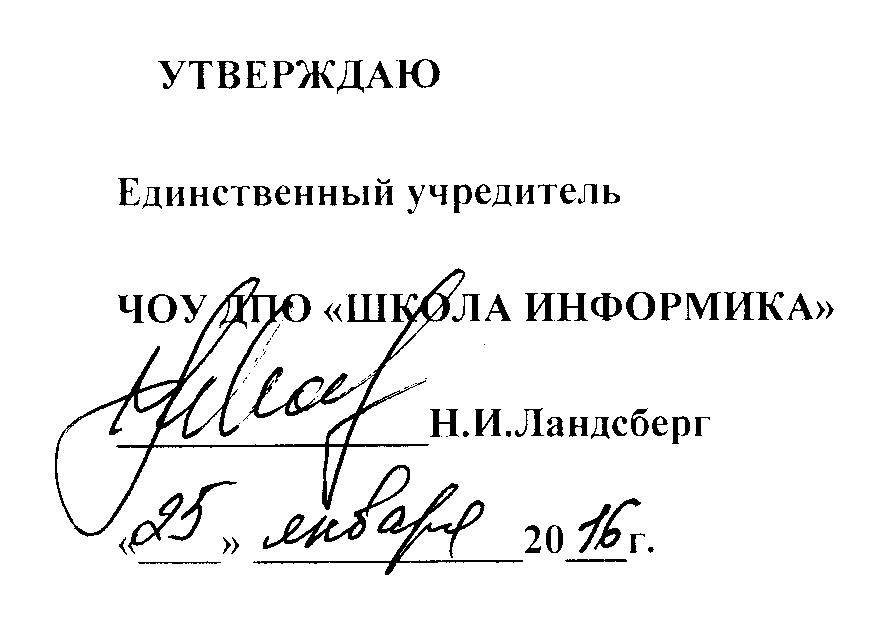 УТВЕРЖДАЮ
Единственный учредитель
ЧОУ ДПО «ШКОЛА ИНФОРМИКА»
Н.И.Ландсберг
«25» января 2016г.